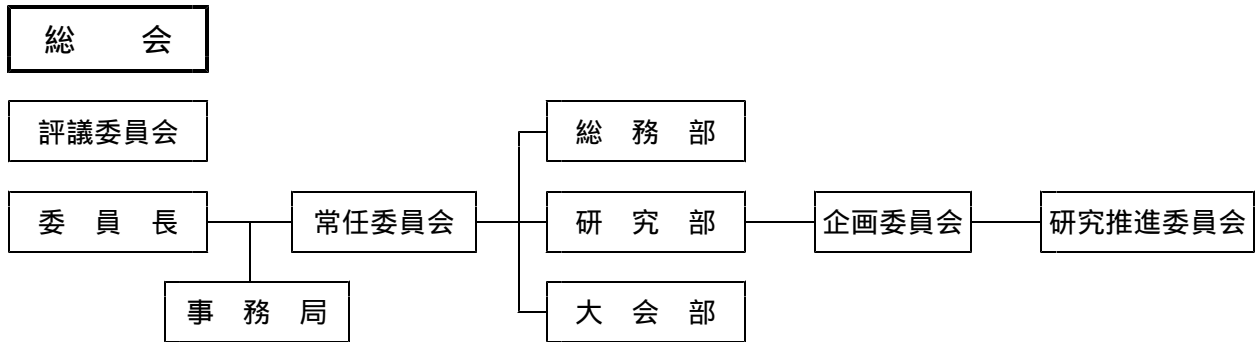 総　会
評議委員会
総　務　部
委　員　長
常任委員会
研　究　部
企画委員会
研究推進委員会
事　務　局
大　会　部